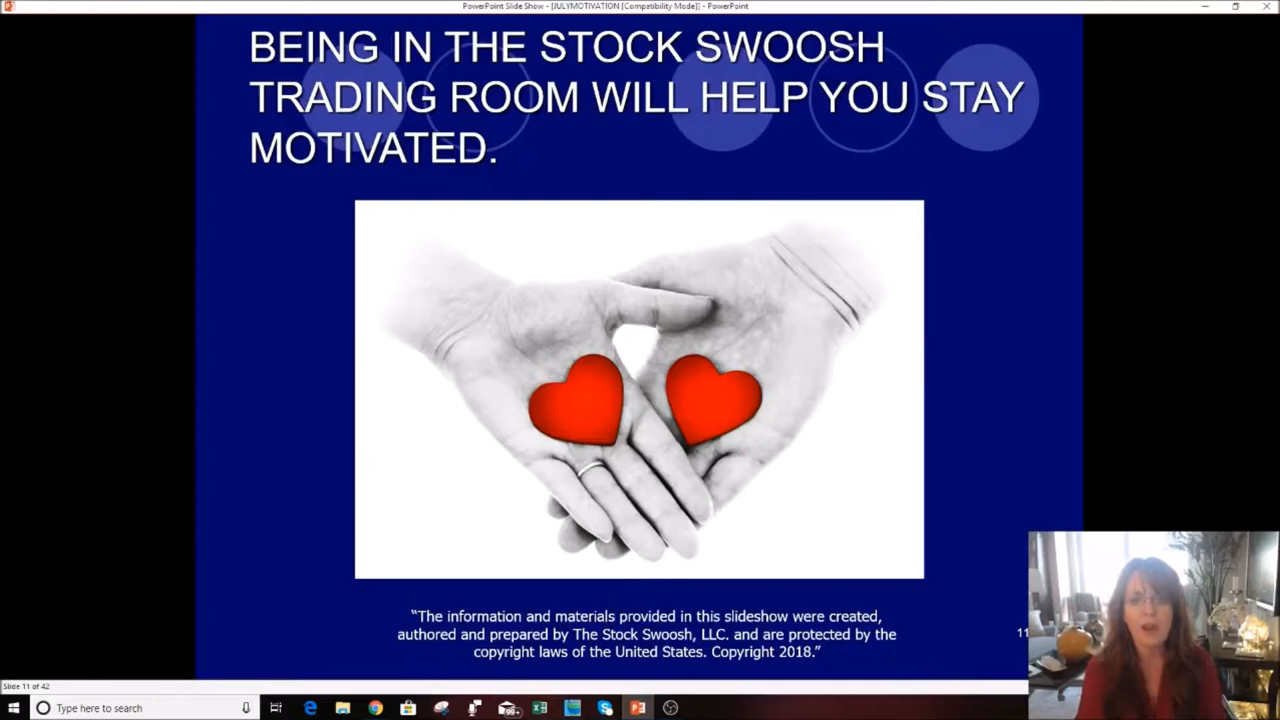 PowerPoint Slide Show - [JULYMOTIVATION [Compatibility Mode]] - PowerPoint
BEING IN THE STOCK SWOOSH
TRADING ROOM WILL HELP YOU STAY
MOTIVATED.
“The information and materials provided in this slideshow were created,
authored and prepared by The Stock Swoosh, LLC. and are protected by the
copyright laws of the United States. Copyright 2018.”
11
Slide 11 of 42
Type here to search
99+